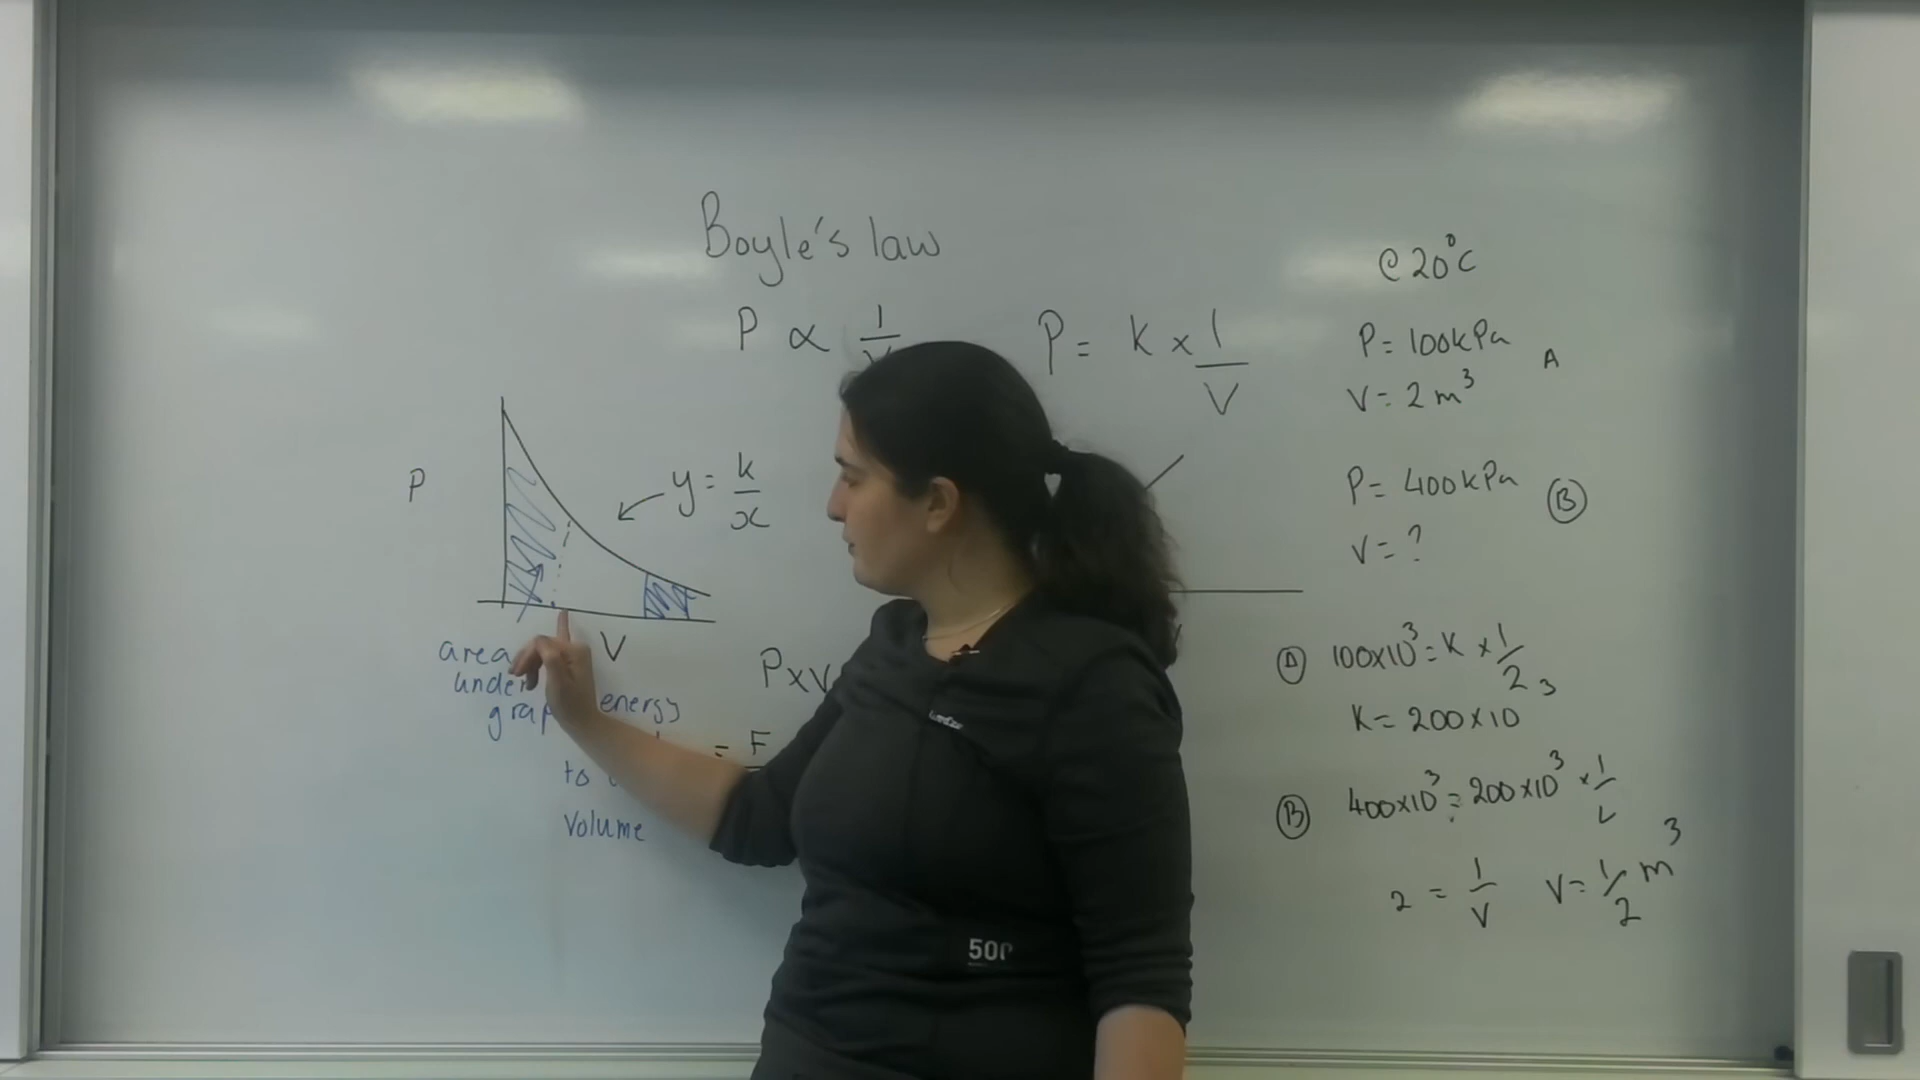 Boyle's law
P ∝ 1/V
P = K × 1/V
P
y = k/x
V
area
under
graph energy
to
volume
P×V
= F
@ 20°C
P = 100kPa A
V = 2 m³
P = 400kPa B
V = ?
A 100×10³ = K × 1/2
K = 200×10³
B 400×10³ = 200×10³ × 1/V
2 = 1/V V = 1/2 m³
500